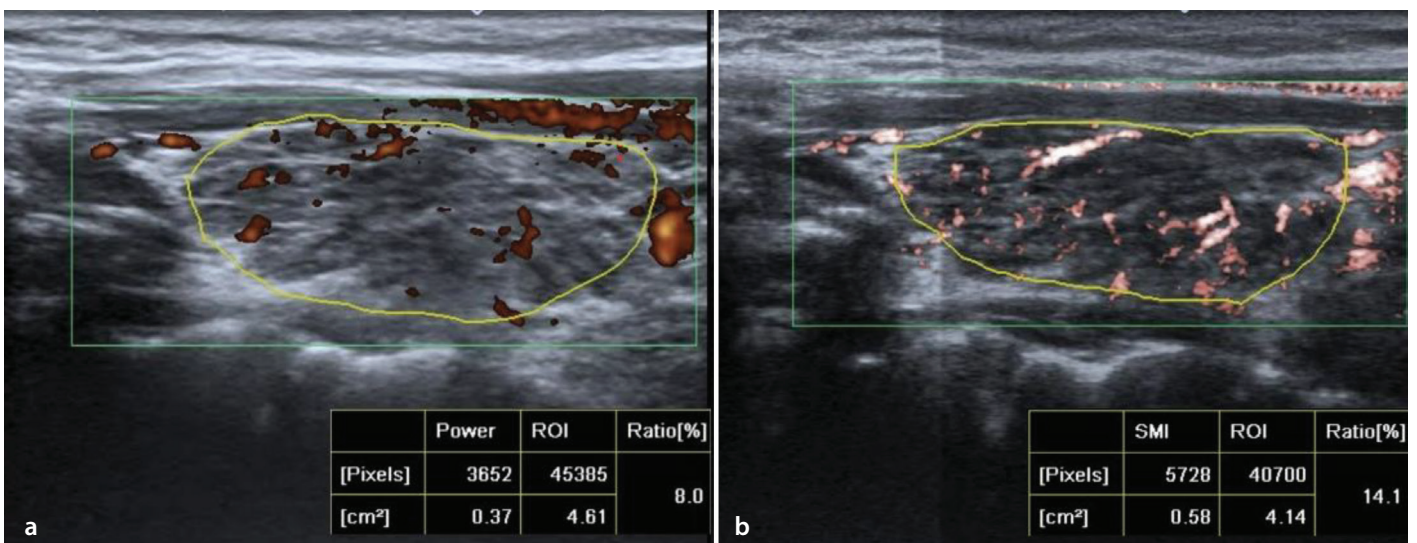 Power ROI Ratio[%]
[Pixels] 3652 45385
8.0
[cm²] 0.37 4.61
a
SMI ROI Ratio[%]
[Pixels] 5728 40700
14.1
[cm²] 0.58 4.14
b